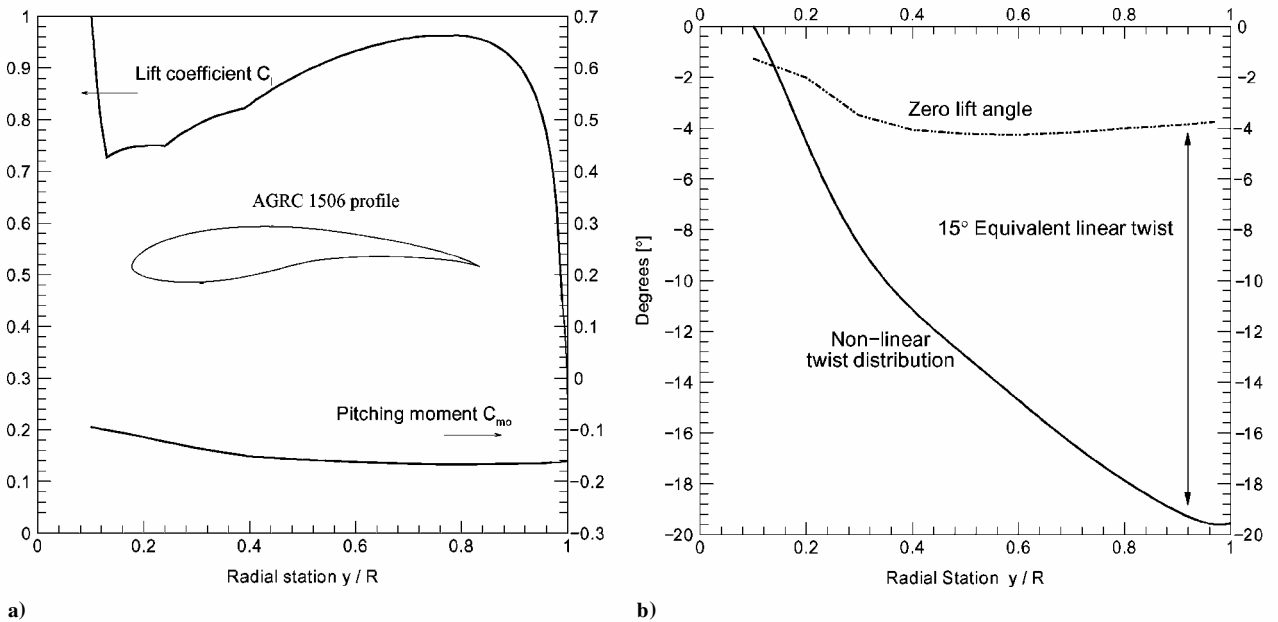 1
0.9
0.8
0.7
0.6
0.5
0.4
0.3
0.2
0.1
0
0.7
0.6
0.5
0.4
0.3
0.2
0.1
0
−0.1
−0.2
−0.3
Lift coefficient Cl
AGRC 1506 profile
Pitching moment Cmo
0 0.2 0.4 0.6 0.8 1
Radial station y / R
a)
0 0.2 0.4 0.6 0.8 1
0
−2
−4
−6
−8
−10
−12
−14
−16
−18
−20
Degrees [°]
Zero lift angle
15° Equivalent linear twist
Non−linear
twist distribution
0
−2
−4
−6
−8
−10
−12
−14
−16
−18
−20
0 0.2 0.4 0.6 0.8 1
Radial Station y / R
b)